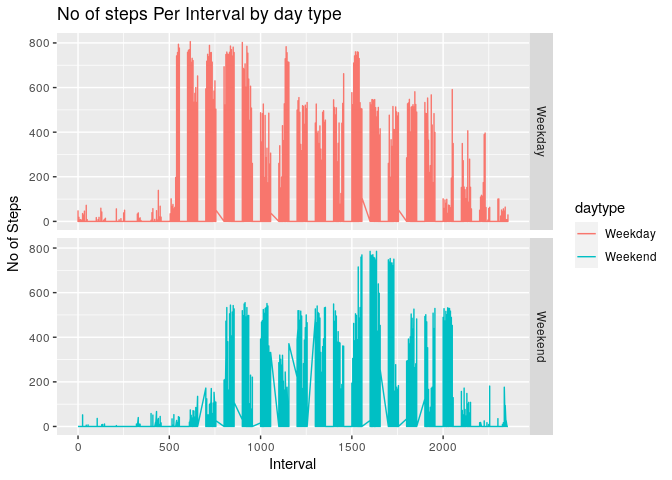 No of steps Per Interval by day type
No of Steps
800
600
400
200
0
Weekday
800
600
400
200
0
Weekend
0 500 1000 1500 2000
Interval
daytype
Weekday
Weekend